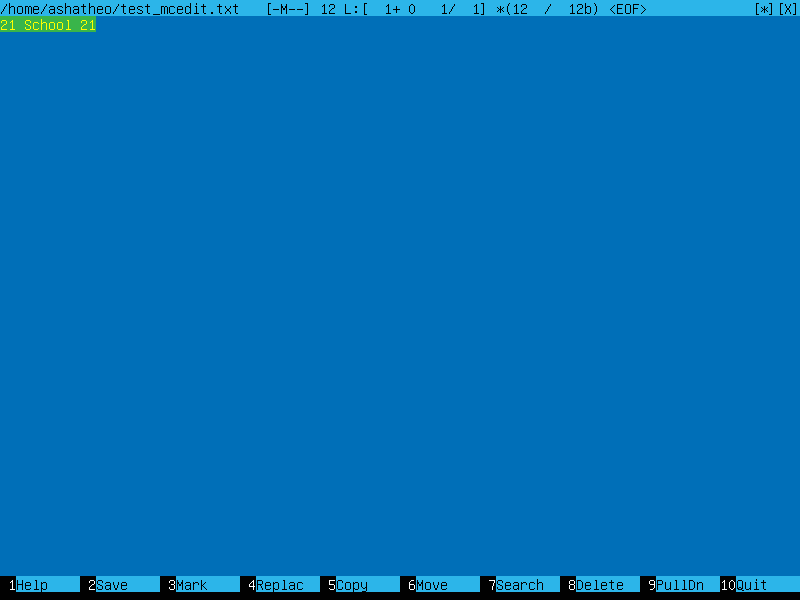 /home/ashatheo/test_mcedit.txt [-M--] 12 L:[ 1+ 0 1/ 1] *(12 / 12b) <EOF> [*][X]
21 School 21
1Help 2Save 3Mark 4Replac 5Copy 6Move 7Search 8Delete 9PullDn 10Quit